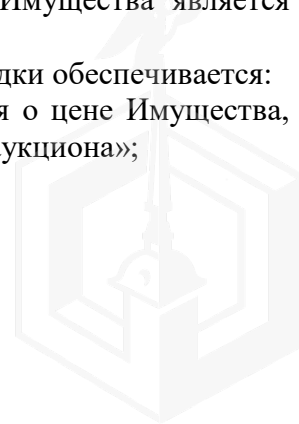 Имущества является
дки обеспечивается:
я о цене Имущества,
укциона»;